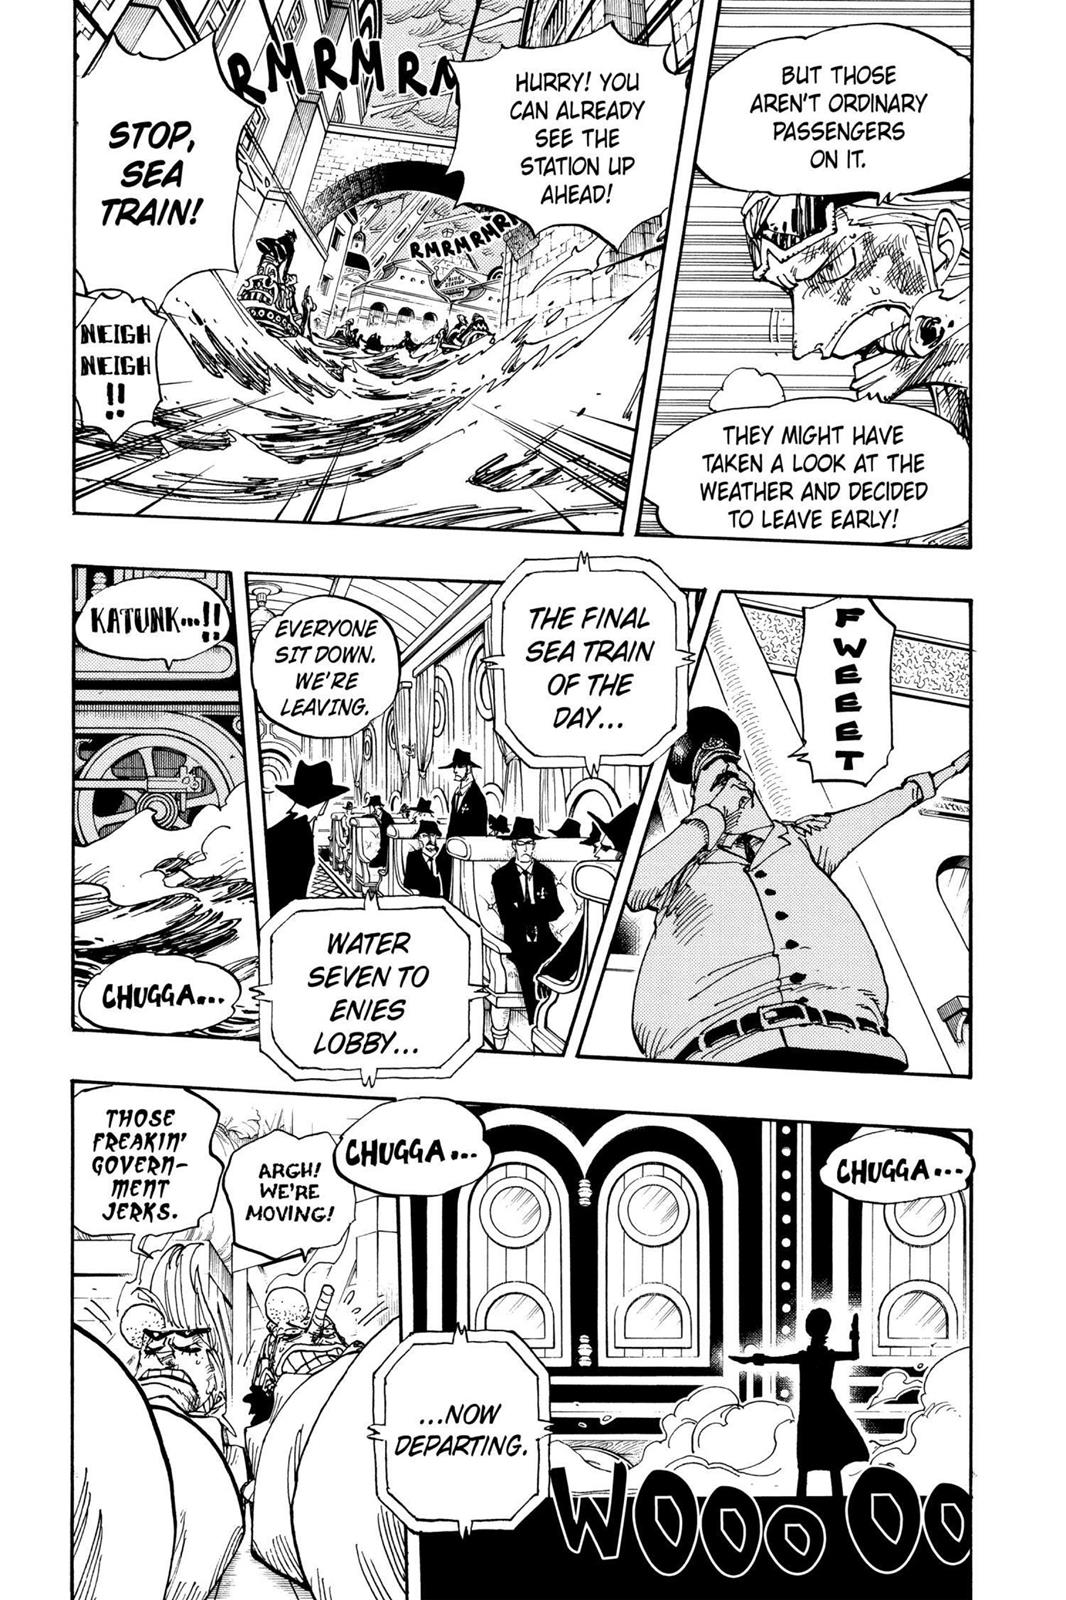 RMRMRM
STOP,
SEA
TRAIN!
HURRY! YOU
CAN ALREADY
SEE THE
STATION UP
AHEAD!
RMRMRMRM
STATION
NEIGH
NEIGH
!!
BUT THOSE
AREN'T ORDINARY
PASSENGERS
ON IT.
THEY MIGHT HAVE
TAKEN A LOOK AT THE
WEATHER AND DECIDED
TO LEAVE EARLY!
KATUNK...!!
CHUGGA...
EVERYONE
SIT DOWN.
WE'RE
LEAVING.
THE FINAL
SEA TRAIN
OF THE
DAY...
WATER
SEVEN TO
ENIES
LOBBY...
FWEEET
THOSE
FREAKIN'
GOVERN-
MENT
JERKS.
ARGH!
WE'RE
MOVING!
CHUGGA...
...NOW
DEPARTING.
CHUGGA...
WOOOOO